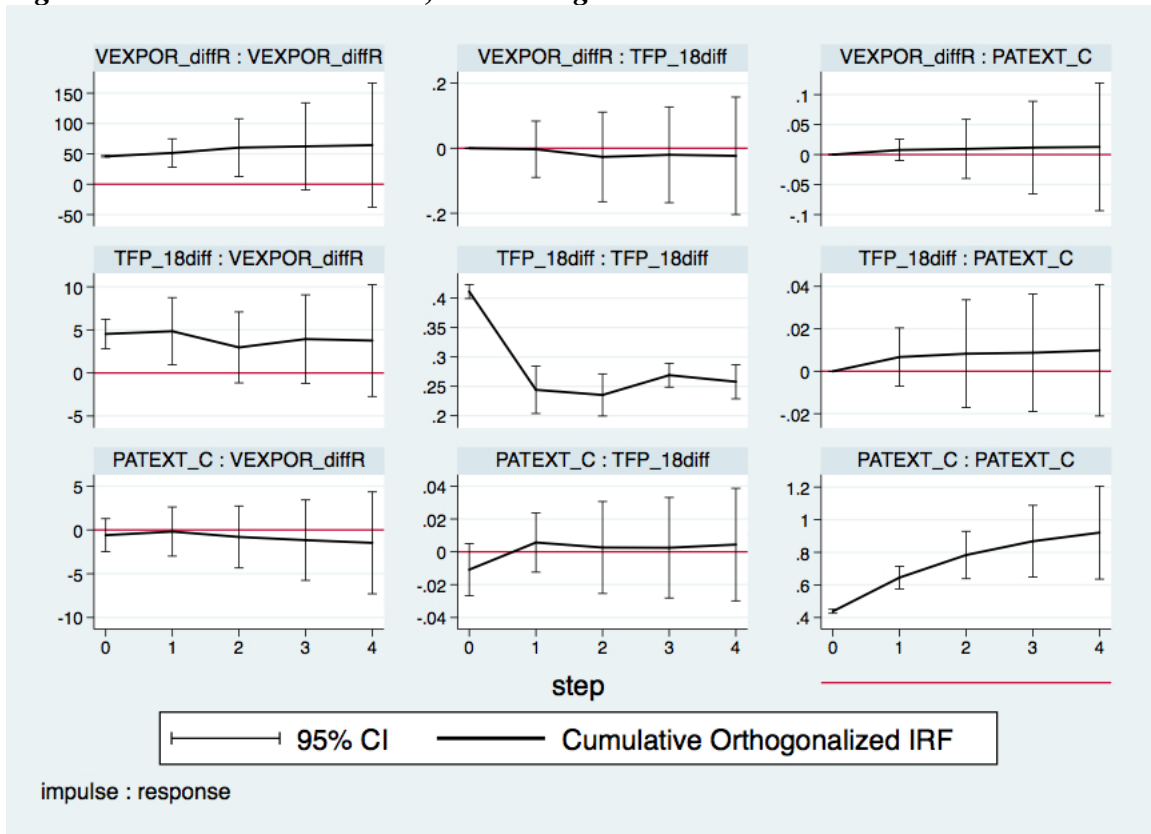 VEXPOR_diffR : VEXPOR_diffR
VEXPOR_diffR : TFP_18diff
VEXPOR_diffR : PATEXT_C
150
100
50
0
-50
.2
0
-.2
.1
.05
0
-.05
-.1
TFP_18diff : VEXPOR_diffR
TFP_18diff : TFP_18diff
TFP_18diff : PATEXT_C
10
5
0
-5
.4
.35
.3
.25
.2
.04
.02
0
-.02
PATEXT_C : VEXPOR_diffR
PATEXT_C : TFP_18diff
PATEXT_C : PATEXT_C
5
0
-5
-10
.04
.02
0
-.02
-.04
1.2
1
.8
.6
.4
0 1 2 3 4
0 1 2 3 4
0 1 2 3 4
step
95% CI
Cumulative Orthogonalized IRF
impulse : response